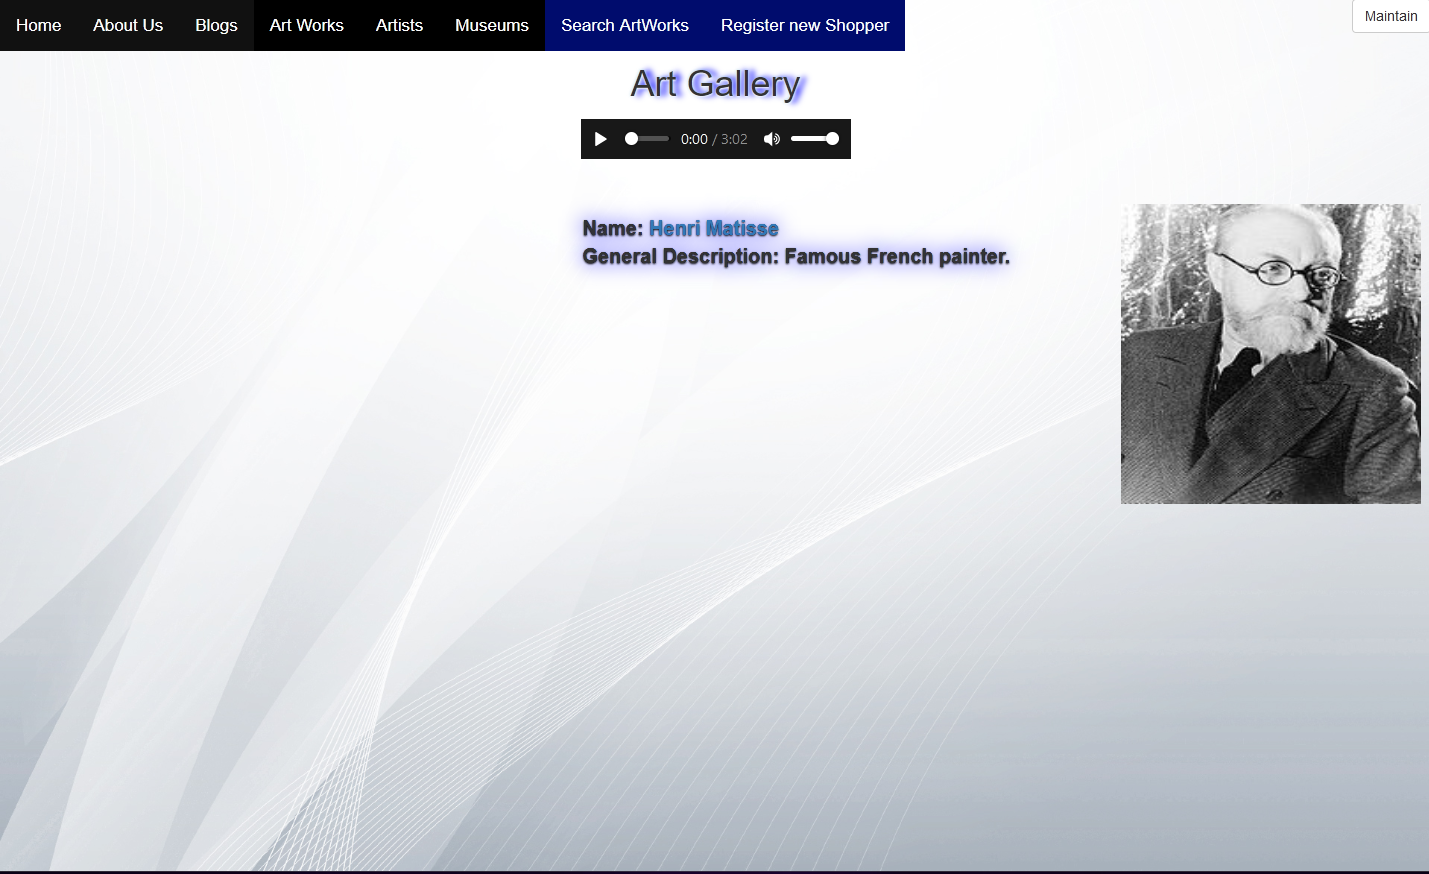 Home About Us Blogs Art Works Artists Museums Search ArtWorks Register new Shopper Maintain
Art Gallery
0:00 / 3:02
Name: Henri Matisse
General Description: Famous French painter.